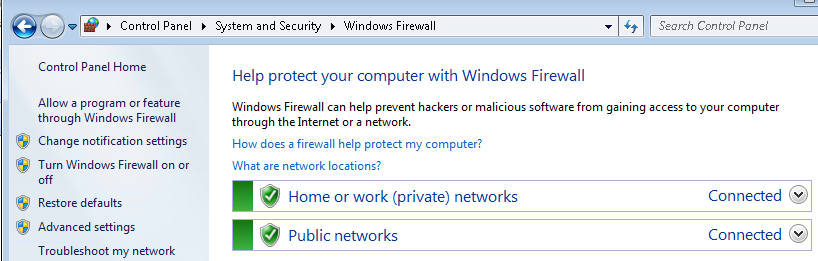 Control Panel ▸ System and Security ▸ Windows Firewall
Search Control Panel
Control Panel Home
Allow a program or feature
through Windows Firewall
Change notification settings
Turn Windows Firewall on or
off
Restore defaults
Advanced settings
Troubleshoot my network
Help protect your computer with Windows Firewall
Windows Firewall can help prevent hackers or malicious software from gaining access to your computer
through the Internet or a network.
How does a firewall help protect my computer?
What are network locations?
Home or work (private) networks Connected
Public networks Connected